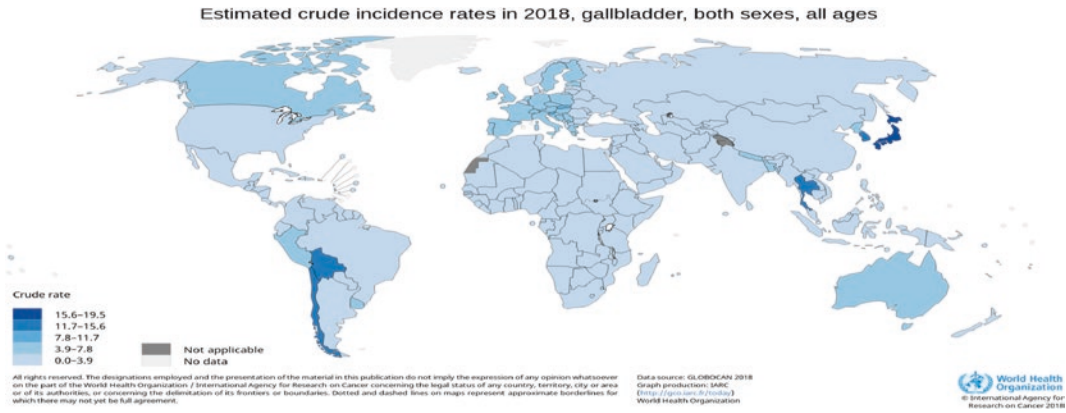 Estimated crude incidence rates in 2018, gallbladder, both sexes, all ages
Crude rate
15.6–19.5
11.7–15.6
7.8–11.7
3.9–7.8
0.0–3.9
Not applicable
No data
All rights reserved. The designations employed and the presentation of the material in this publication do not imply the expression of any opinion whatsoever
on the part of the World Health Organization / International Agency for Research on Cancer concerning the legal status of any country, territory, city or area
or of its authorities, or concerning the delimitation of its frontiers or boundaries. Dotted and dashed lines on maps represent approximate borderlines for
which there may not yet be full agreement.
Data source: GLOBOCAN 2018
Graph production: IARC
(http://gco.iarc.fr/today)
World Health Organization
World Health
Organization
© International Agency for
Research on Cancer 2018